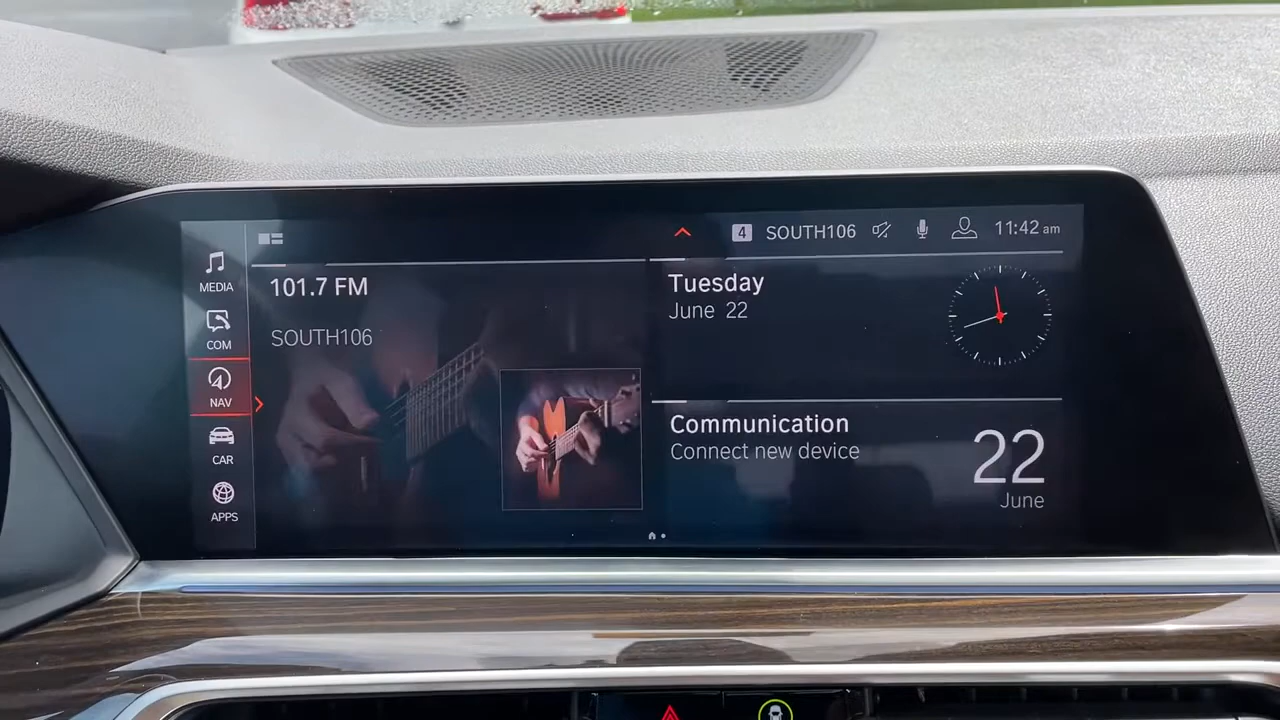 MEDIA
COM
NAV
CAR
APPS
4 SOUTH106 11:42 am
101.7 FM
SOUTH106
Tuesday
June 22
Communication
Connect new device
22
June